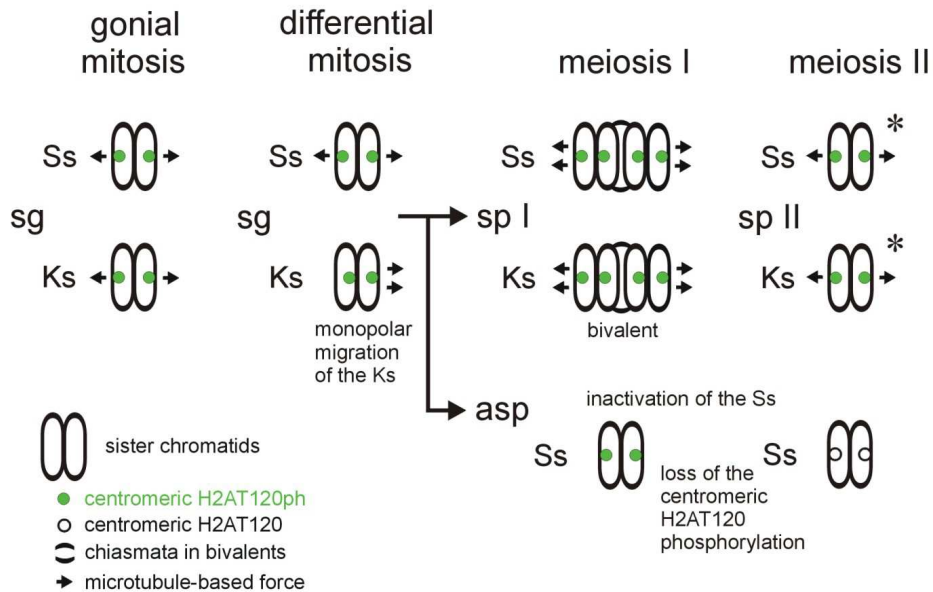 gonial
mitosis
differential
mitosis
meiosis I
meiosis II
Ss
Ss
Ss
Ss
*
sg
sg
sp I
sp II
Ks
Ks
Ks
Ks
*
monopolar
migration
of the Ks
bivalent
asp
inactivation of the Ss
Ss
Ss
loss of the
centromeric
H2AT120
phosphorylation
sister chromatids
centromeric H2AT120ph
centromeric H2AT120
chiasmata in bivalents
microtubule-based force